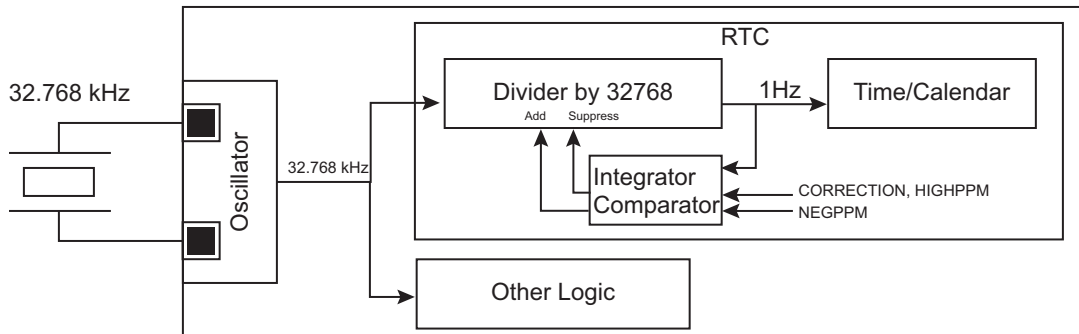 RTC
32.768 kHz
Divider by 32768
Add Suppress
1Hz
Time/Calendar
Oscillator
32.768 kHz
Integrator
Comparator
CORRECTION, HIGHPPM
NEGPPM
Other Logic